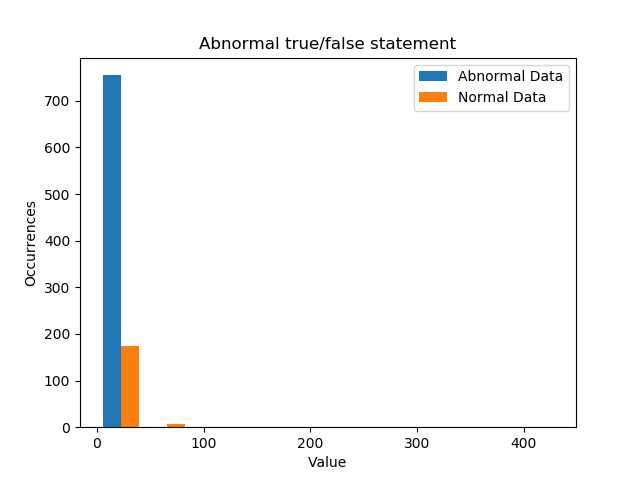 Abnormal true/false statement
Abnormal Data
Normal Data
700
600
500
400
300
200
100
0
Occurrences
0 100 200 300 400
Value